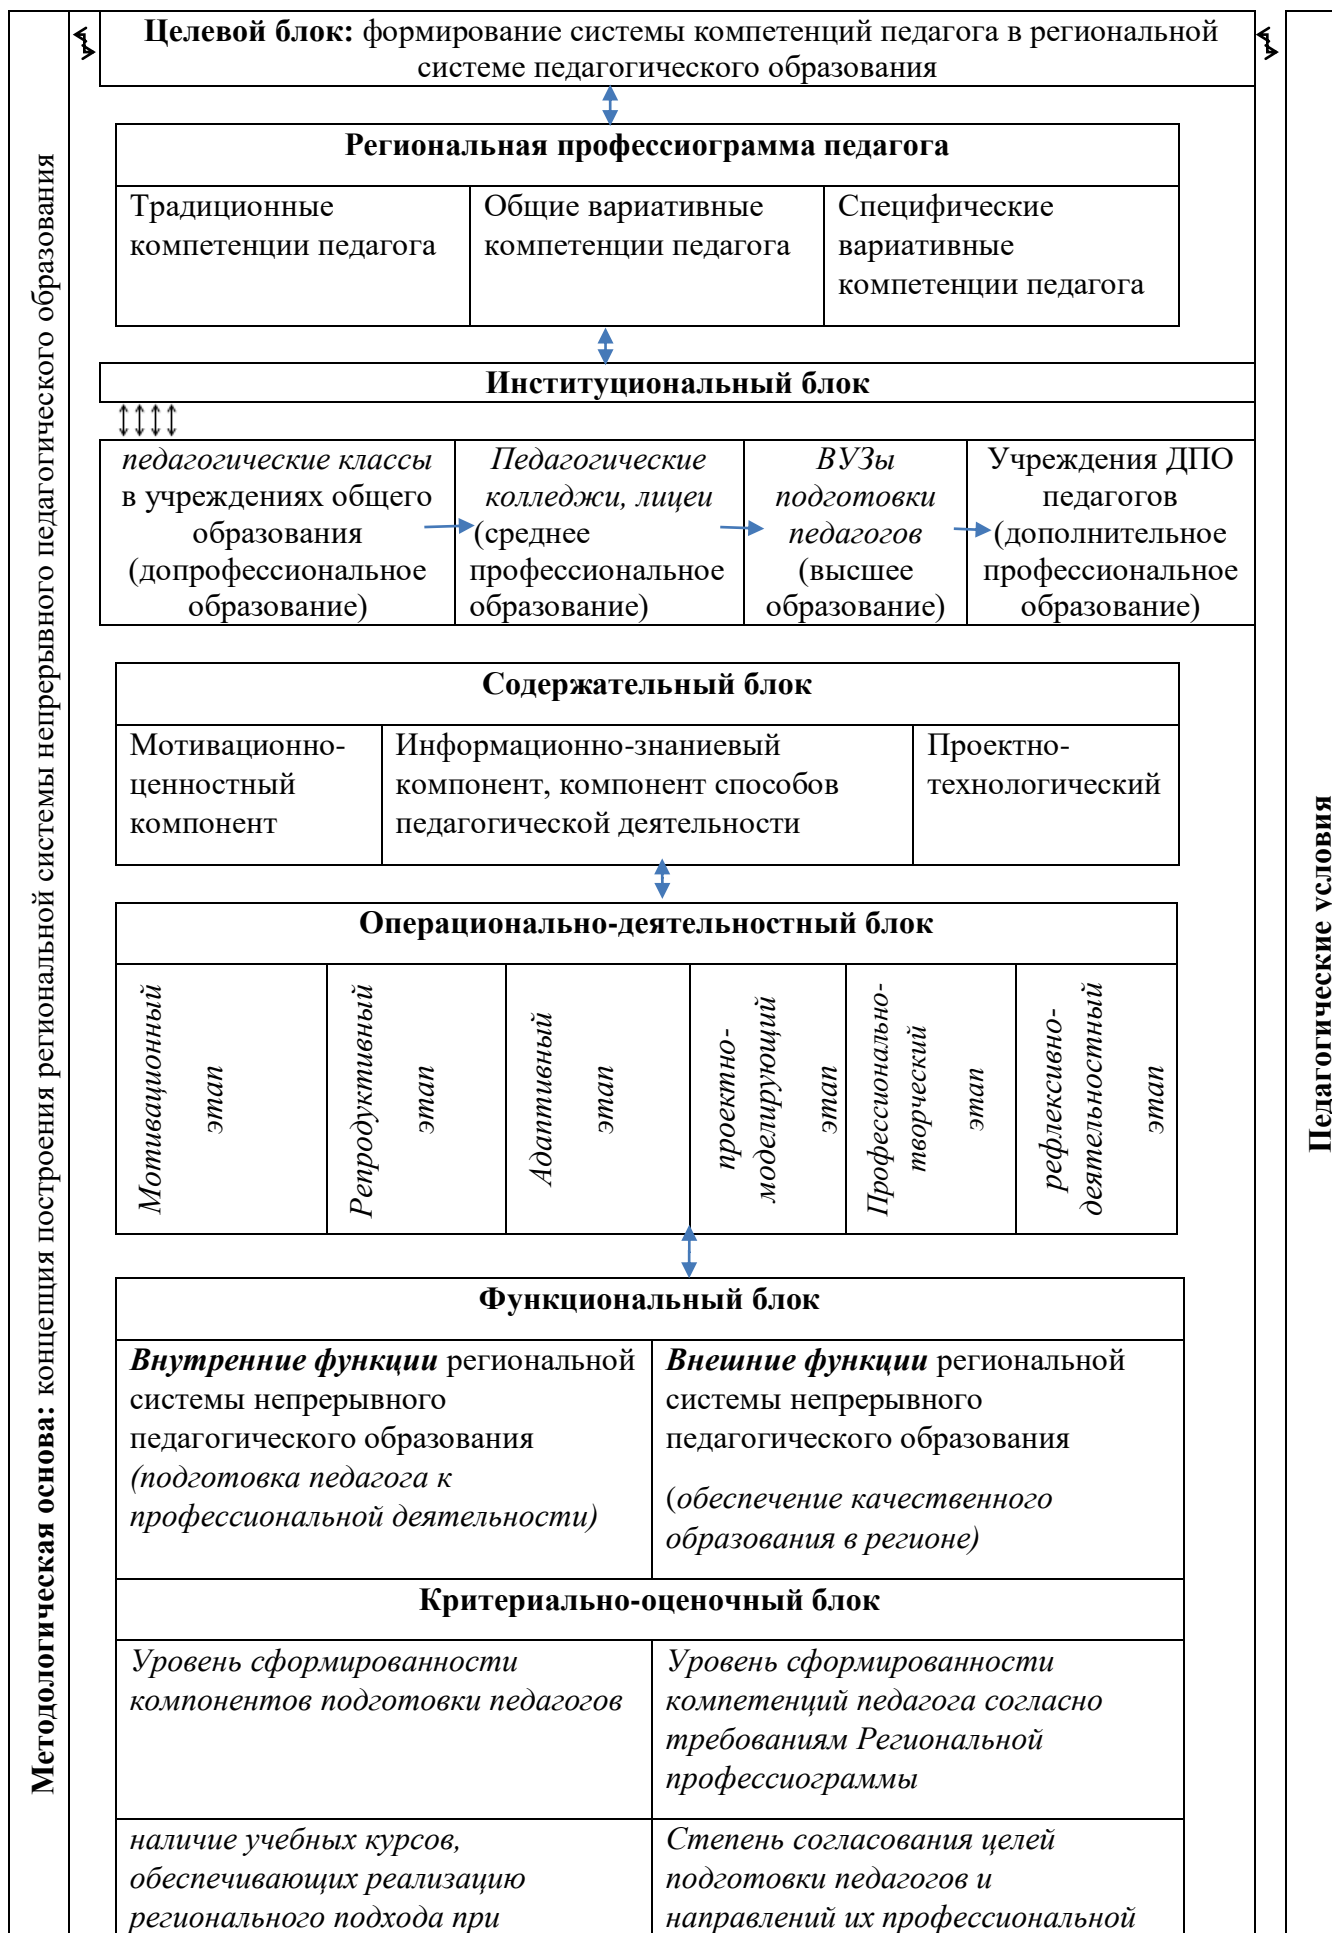 Методологическая основа: концепция построения региональной системы непрерывного педагогического образования
Целевой блок: формирование системы компетенций педагога в региональной
системе педагогического образования
Региональная профессиограмма педагога
Традиционные
компетенции педагога
Общие вариативные
компетенции педагога
Специфические
вариативные
компетенции педагога
Институциональный блок
педагогические классы
в учреждениях общего
образования
(допрофессиональное
образование)
Педагогические
колледжи, лицеи
(среднее
профессиональное
образование)
ВУЗы
подготовки
педагогов
(высшее
образование)
Учреждения ДПО
педагогов
(дополнительное
профессиональное
образование)
Содержательный блок
Мотивационно-
ценностный
компонент
Информационно-знаниевый
компонент, компонент способов
педагогической деятельности
Проектно-
технологический
Операционально-деятельностный блок
Мотивационный
этап
Репродуктивный
этап
Адаптивный
этап
проектно-
моделирующий
этап
Профессионально-
творческий
этап
рефлексивно-
деятельностный
этап
Функциональный блок
Внутренние функции региональной
системы непрерывного
педагогического образования
(подготовка педагога к
профессиональной деятельности)
Внешние функции региональной
системы непрерывного
педагогического образования
(обеспечение качественного
образования в регионе)
Критериально-оценочный блок
Уровень сформированности
компонентов подготовки педагогов
Уровень сформированности
компетенций педагога согласно
требованиям Региональной
профессиограммы
наличие учебных курсов,
обеспечивающих реализацию
регионального подхода при
Степень согласования целей
подготовки педагогов и
направлений их профессиональной
Педагогические условия